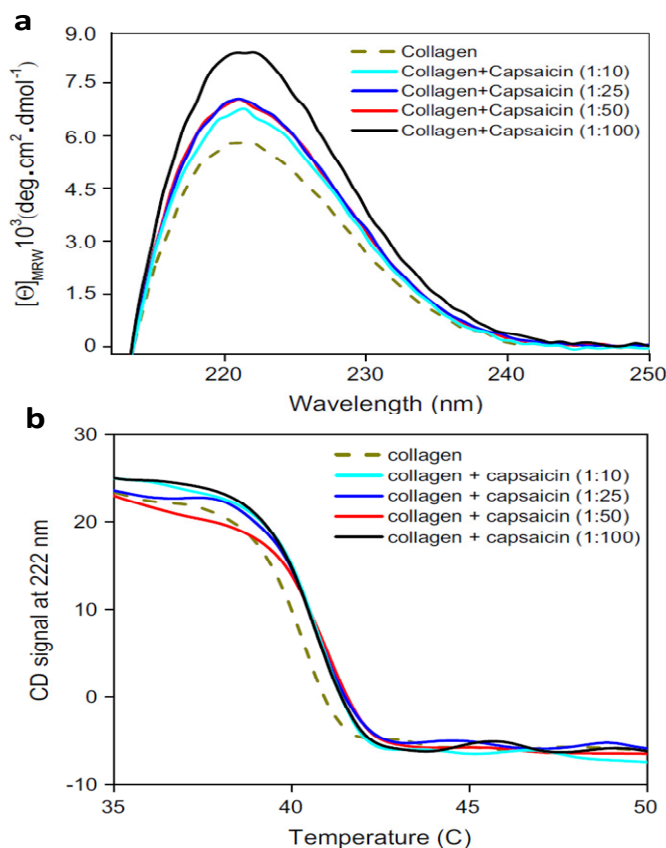 a
9.0
7.5
6.0
4.5
3.0
1.5
0
[Θ]MRW10³(deg.cm².dmol⁻¹)
Collagen
Collagen+Capsaicin (1:10)
Collagen+Capsaicin (1:25)
Collagen+Capsaicin (1:50)
Collagen+Capsaicin (1:100)
220 230 240 250
Wavelength (nm)
b
30
20
10
0
-10
CD signal at 222 nm
collagen
collagen + capsaicin (1:10)
collagen + capsaicin (1:25)
collagen + capsaicin (1:50)
collagen + capsaicin (1:100)
35 40 45 50
Temperature (C)